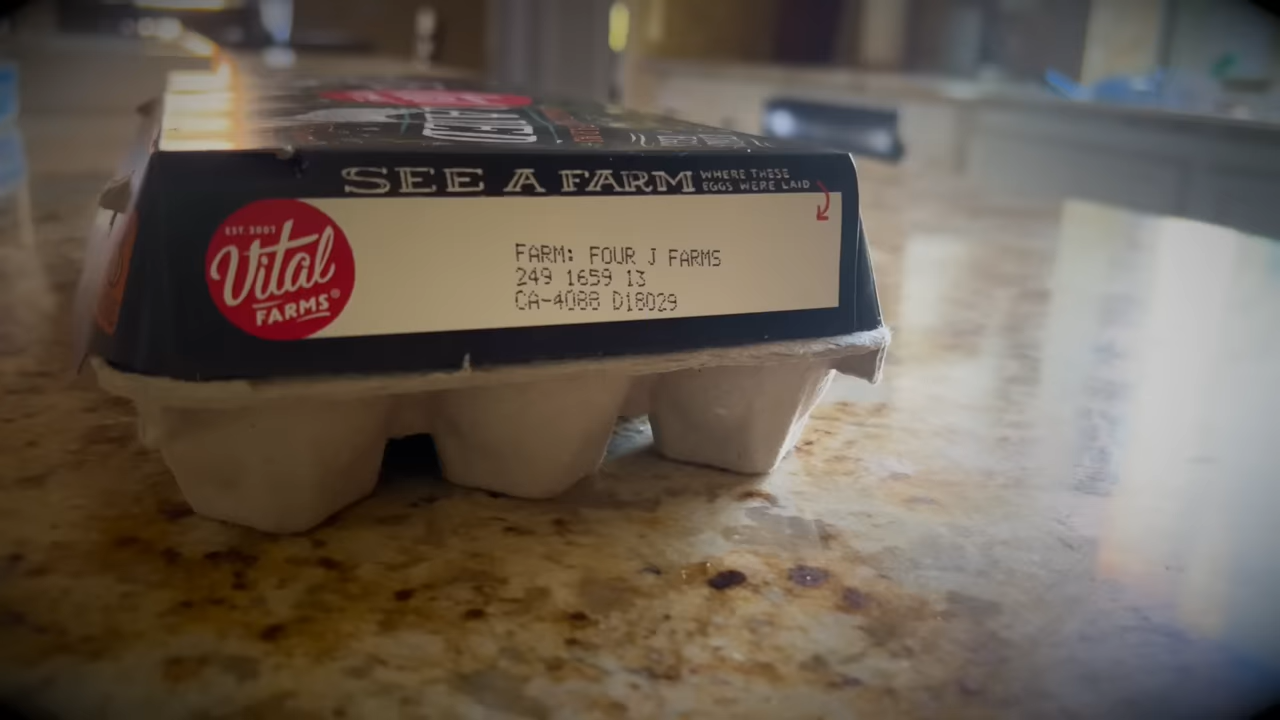 SEE A FARM WHERE THESE
EGGS WERE LAID
EST. 2007
Vital
FARMS®
FARM: FOUR J FARMS
249 1659 13
CA-4088 D18029